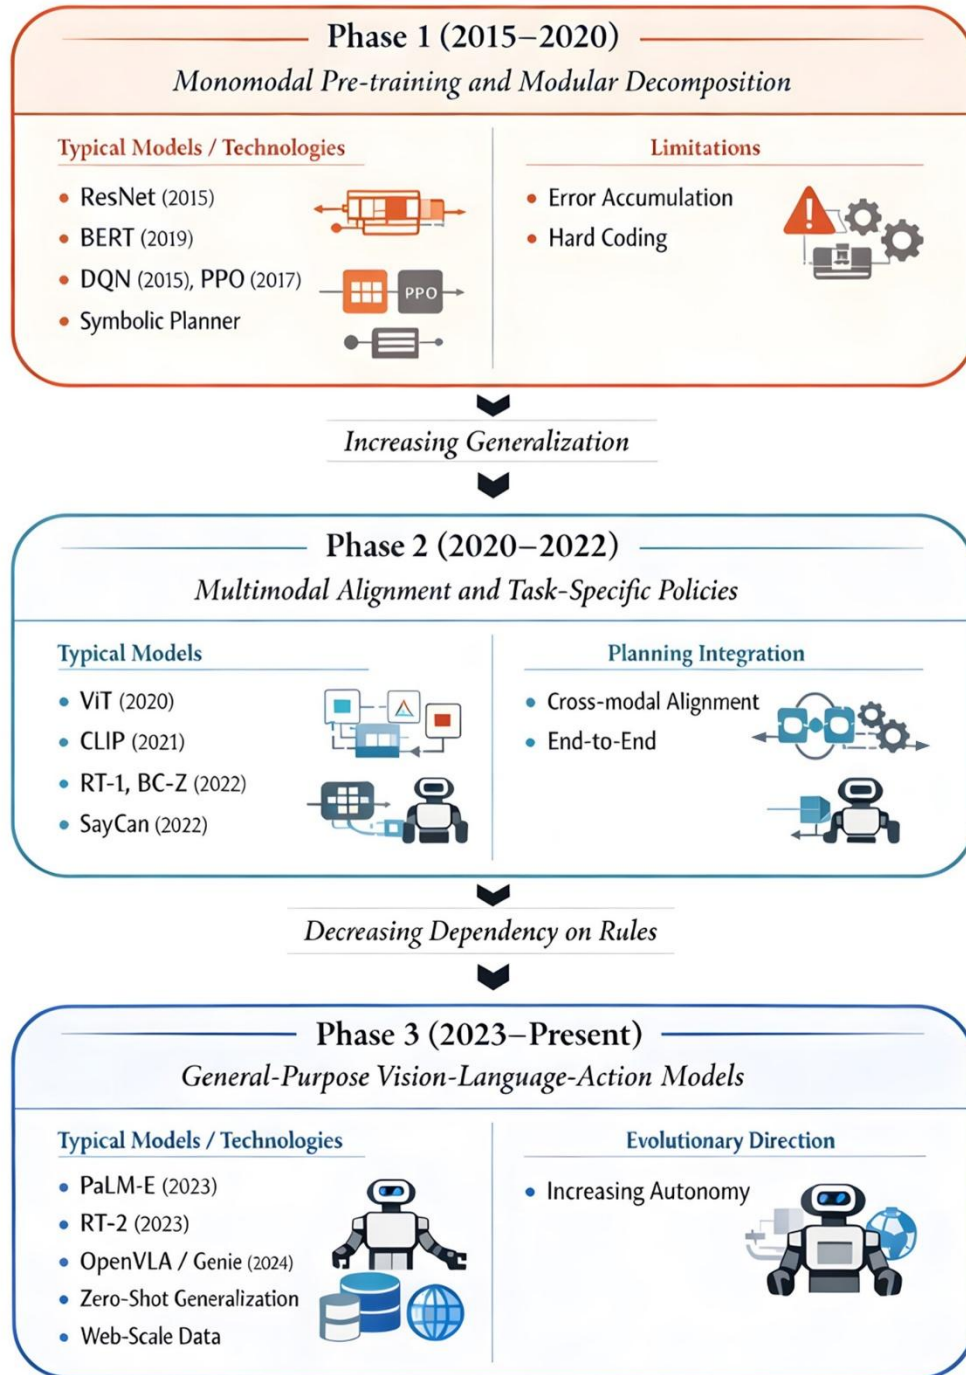 Phase 1 (2015–2020)
Monomodal Pre-training and Modular Decomposition
Typical Models / Technologies
ResNet (2015)
BERT (2019)
DQN (2015), PPO (2017)
Symbolic Planner
PPO
Limitations
Error Accumulation
Hard Coding
Increasing Generalization
Phase 2 (2020–2022)
Multimodal Alignment and Task-Specific Policies
Typical Models
ViT (2020)
CLIP (2021)
RT-1, BC-Z (2022)
SayCan (2022)
Planning Integration
Cross-modal Alignment
End-to-End
Decreasing Dependency on Rules
Phase 3 (2023–Present)
General-Purpose Vision-Language-Action Models
Typical Models / Technologies
PaLM-E (2023)
RT-2 (2023)
OpenVLA / Genie (2024)
Zero-Shot Generalization
Web-Scale Data
Evolutionary Direction
Increasing Autonomy